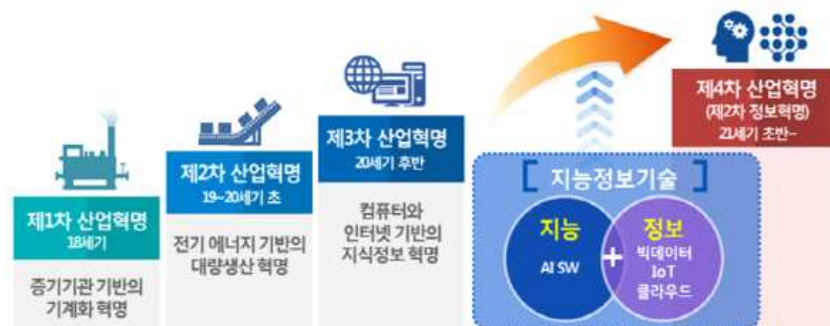 제1차 산업혁명
18세기
증기기관 기반의
기계화 혁명
제2차 산업혁명
19~20세기 초
전기 에너지 기반의
대량생산 혁명
제3차 산업혁명
20세기 후반
컴퓨터와
인터넷 기반의
지식정보 혁명
[ 지능정보기술 ]
지능
AI SW
+
정보
빅데이터
IoT
클라우드
제4차 산업혁명
(제2차 정보혁명)
21세기 초반~